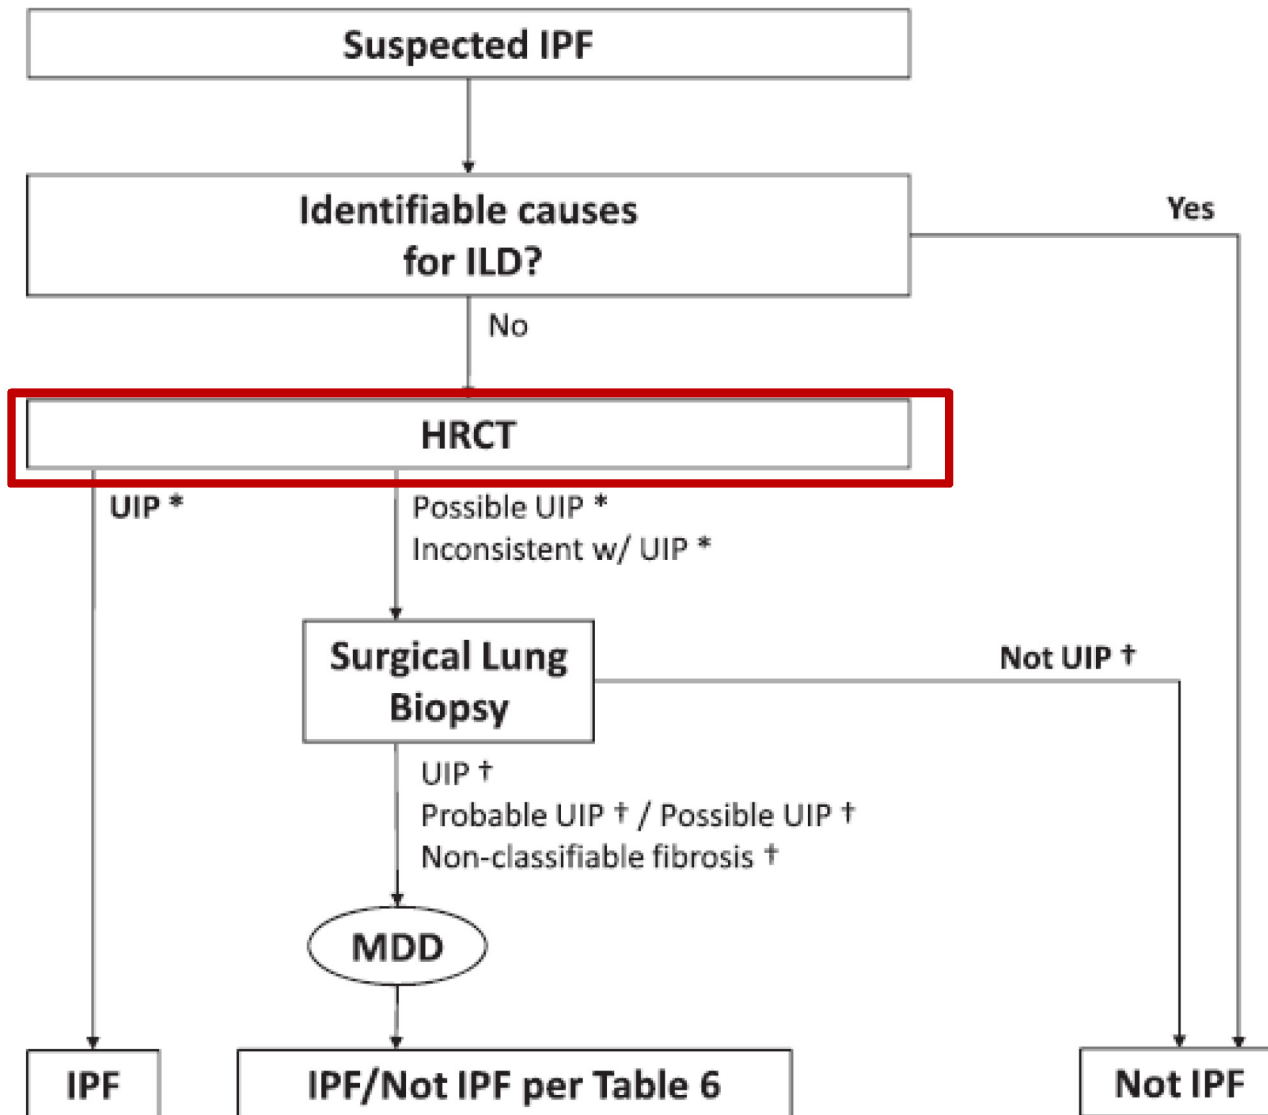 Suspected IPF
Identifiable causes
for ILD?
Yes
No
HRCT
UIP *
Possible UIP *
Inconsistent w/ UIP *
Surgical Lung
Biopsy
Not UIP †
UIP †
Probable UIP † / Possible UIP †
Non-classifiable fibrosis †
MDD
IPF
IPF/Not IPF per Table 6
Not IPF